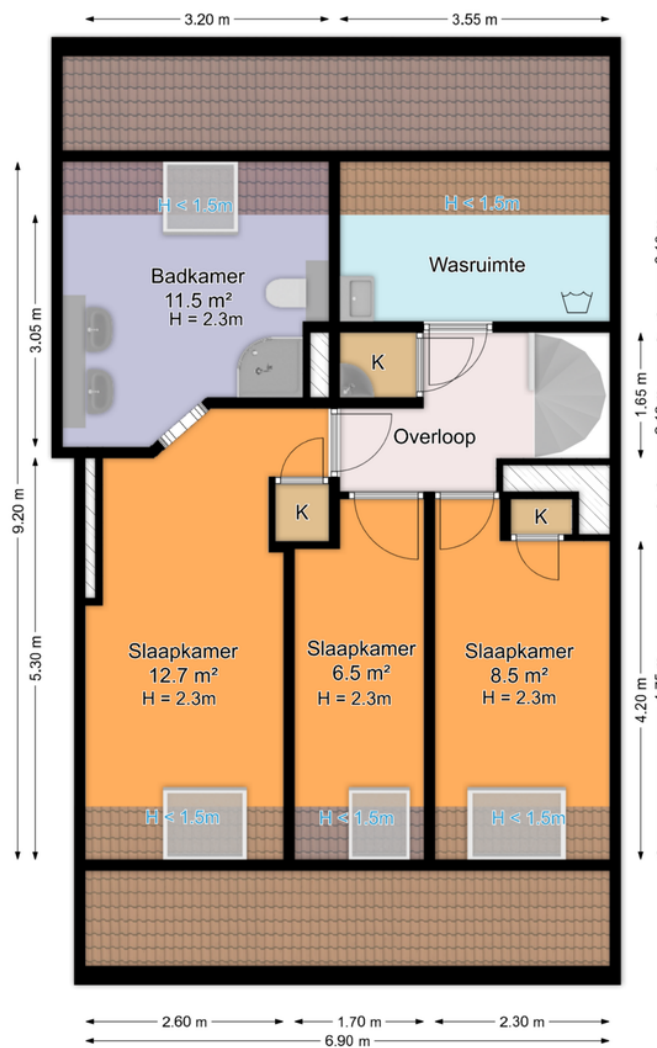 3.20 m
3.55 m
H < 1.5m
H < 1.5m
Badkamer
11.5 m²
H = 2.3m
Wasruimte
3.05 m
K
Overloop
1.65 m
9.20 m
K
K
5.30 m
Slaapkamer
12.7 m²
H = 2.3m
Slaapkamer
6.5 m²
H = 2.3m
Slaapkamer
8.5 m²
H = 2.3m
4.20 m
H < 1.5m
H < 1.5m
H < 1.5m
2.60 m
1.70 m
2.30 m
6.90 m